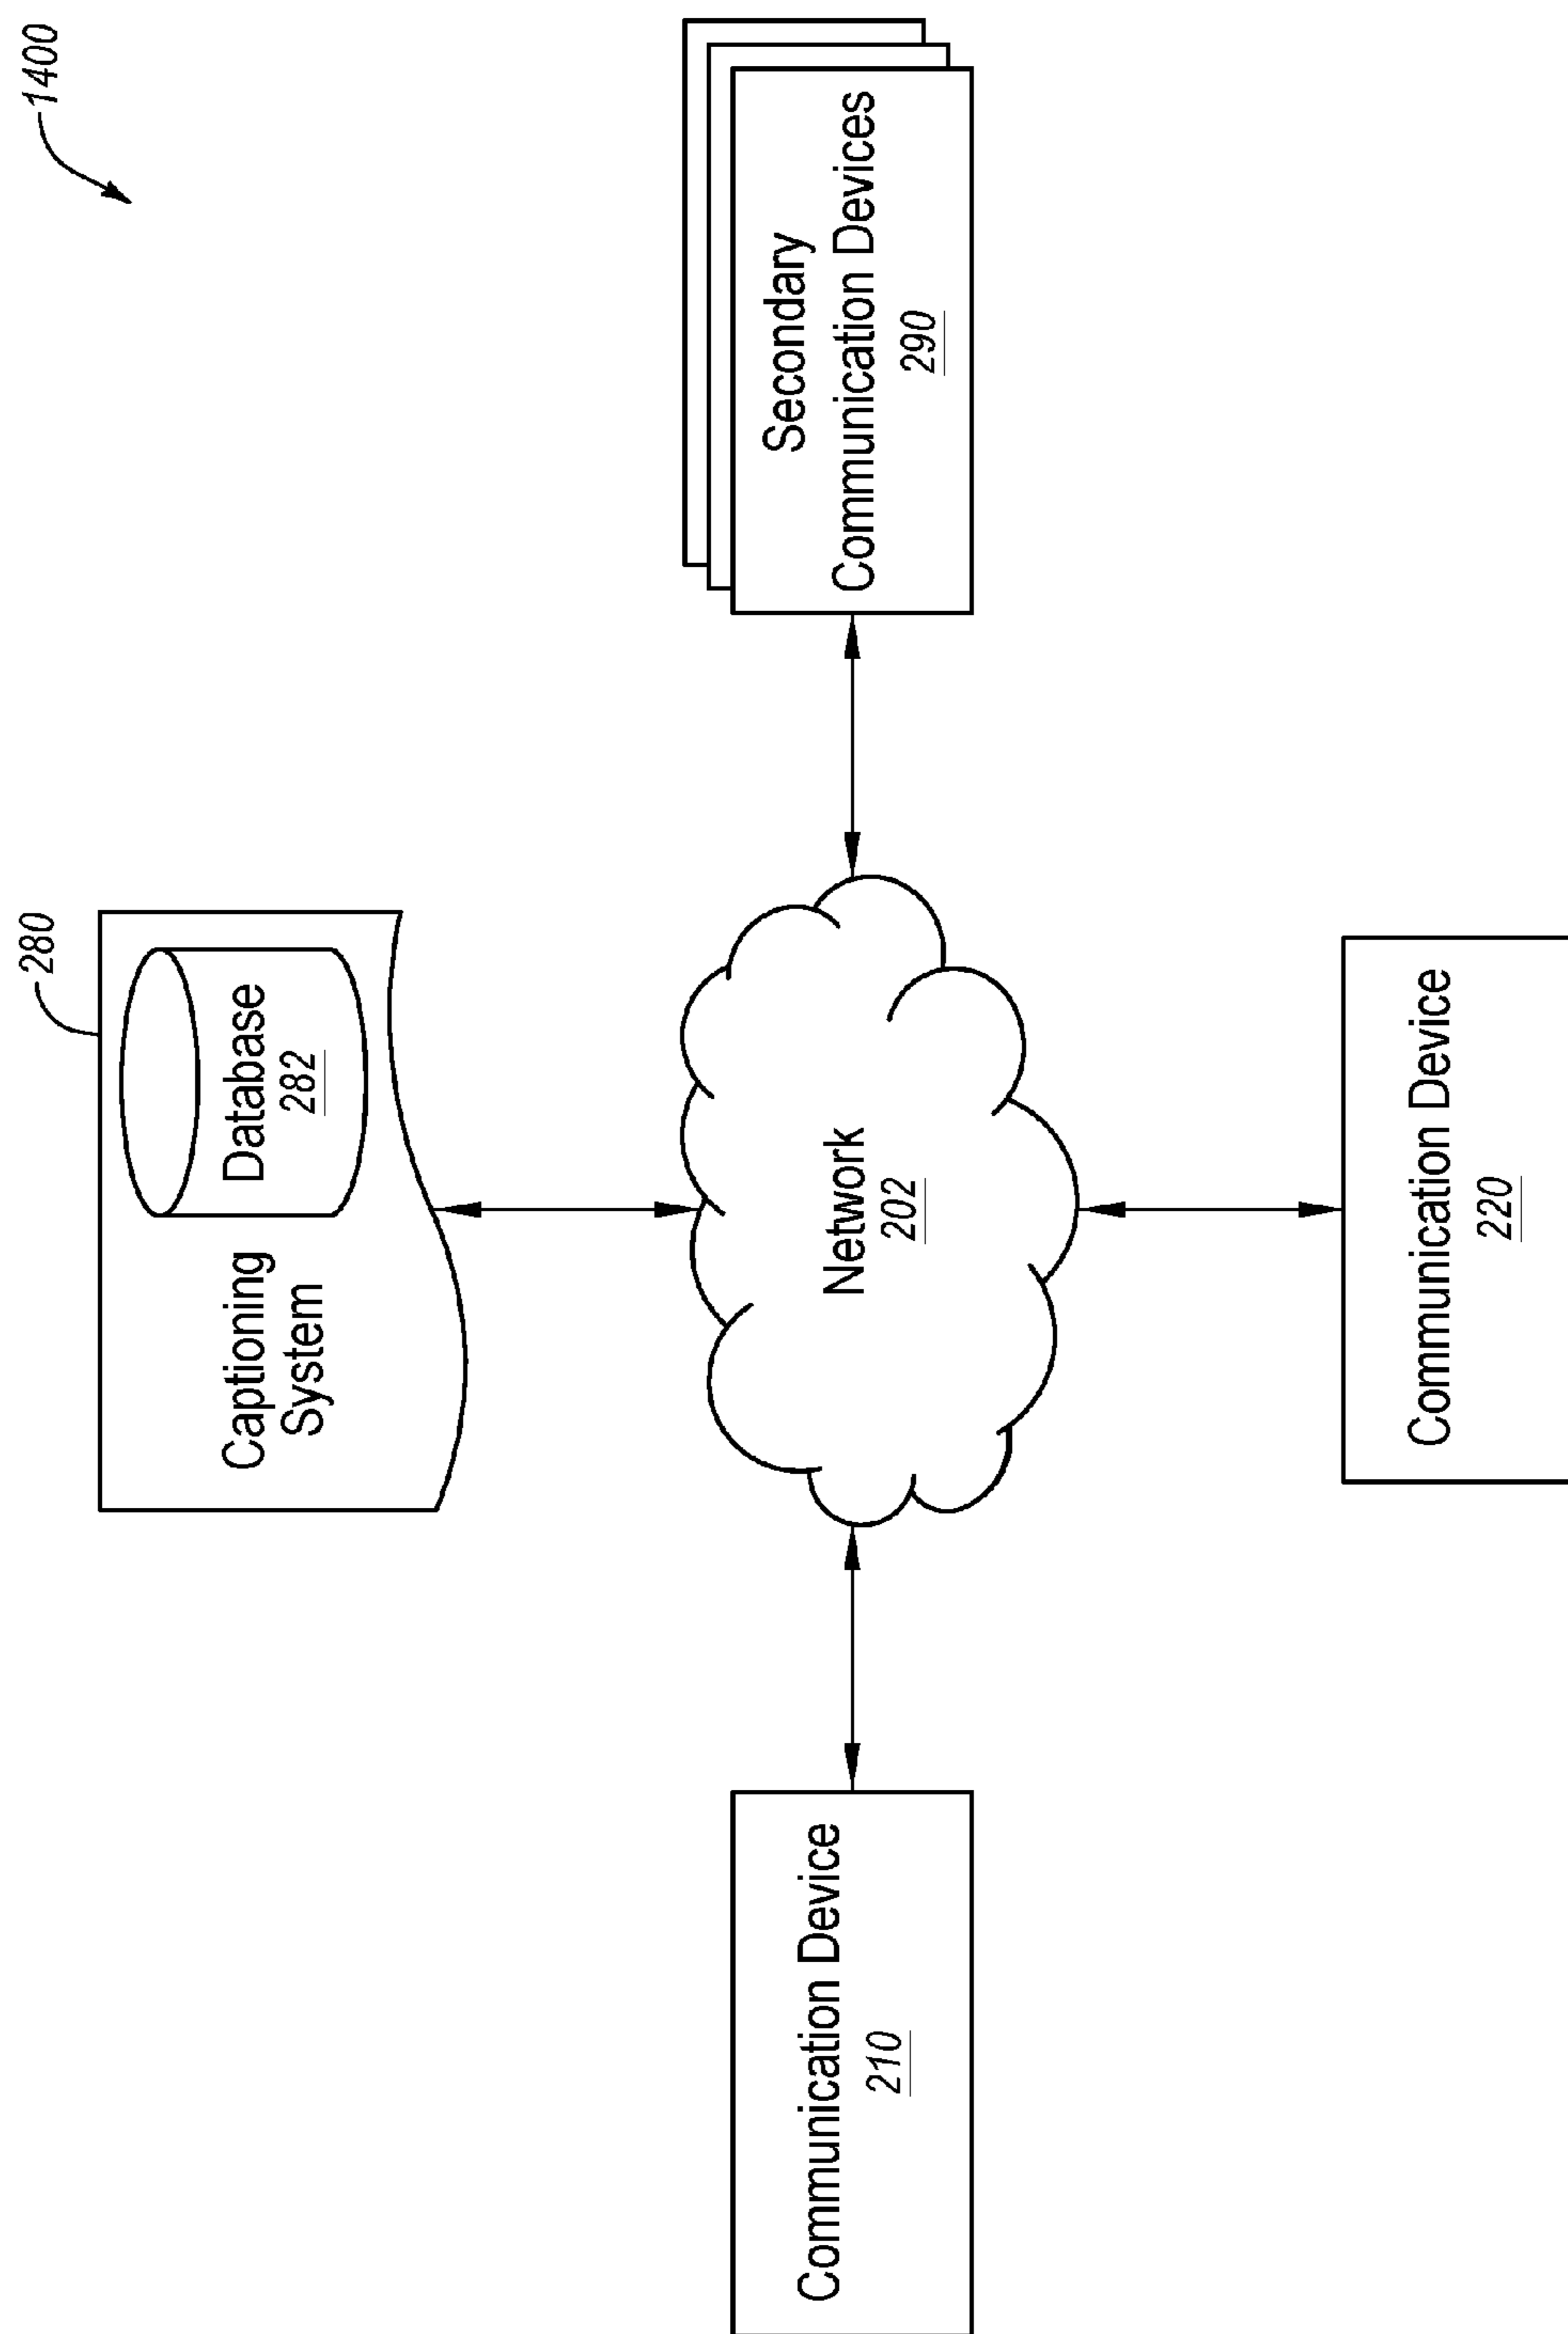 1400
280
Captioning
System
Database
282
Network
202
Communication Device
210
Secondary
Communication Devices
290
Communication Device
220